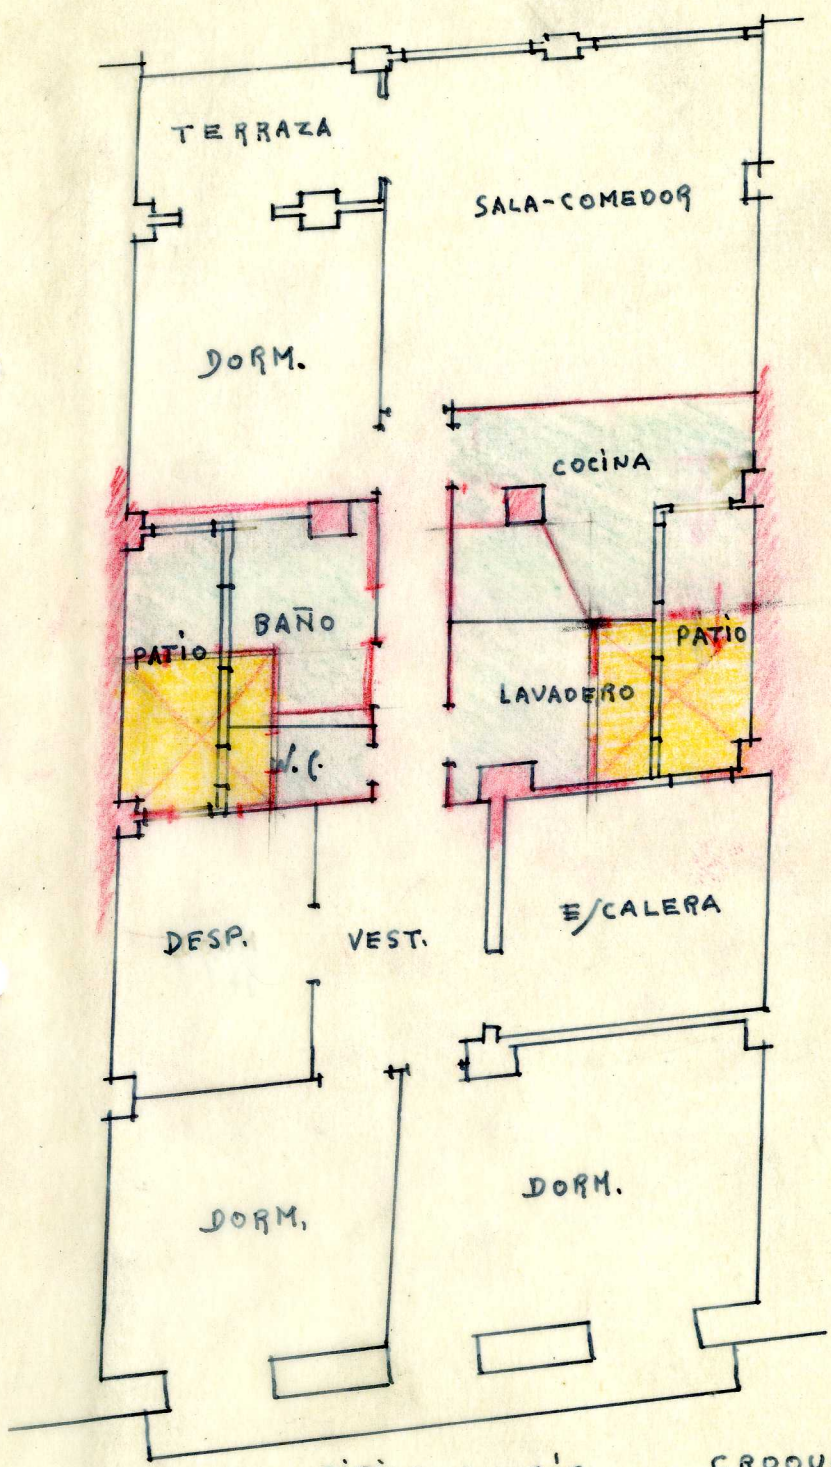 TERRAZA
SALA-COMEDOR
DORM.
COCINA
BAÑO
PATIO
PATIO
LAVADERO
W.C.
DESP.
VEST.
E/CALERA
DORM.
DORM.